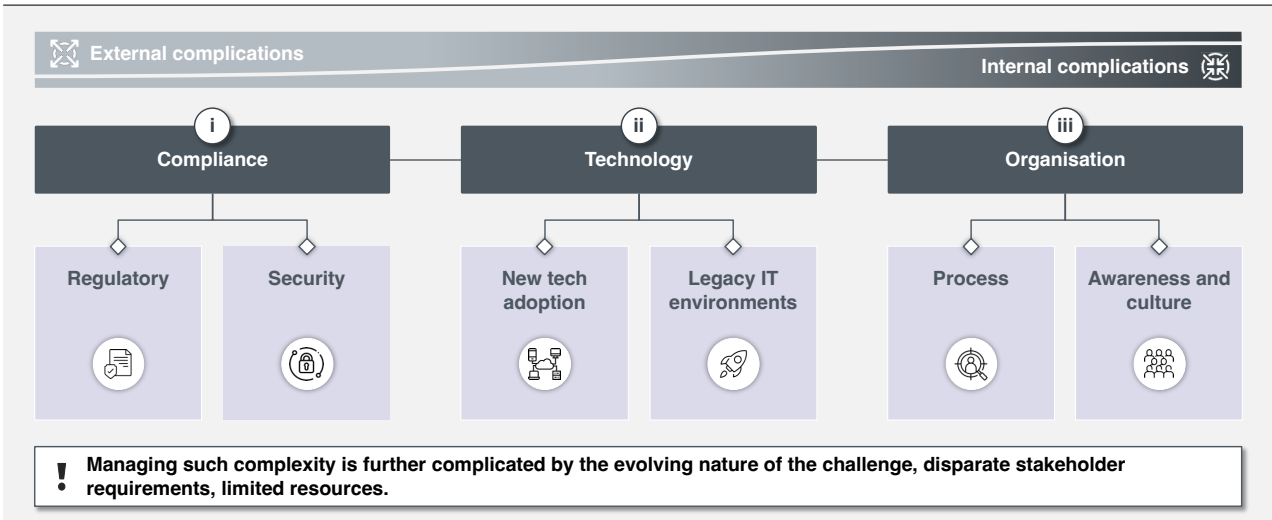 External complications
Internal complications
i
Compliance
ii
Technology
iii
Organisation
Regulatory
Security
New tech
adoption
Legacy IT
environments
Process
Awareness and
culture
! Managing such complexity is further complicated by the evolving nature of the challenge, disparate stakeholder
requirements, limited resources.